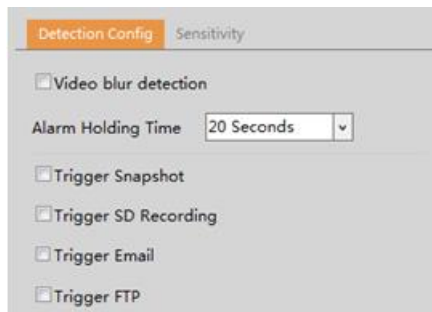 Detection Config Sensitivity
Video blur detection
Alarm Holding Time 20 Seconds
Trigger Snapshot
Trigger SD Recording
Trigger Email
Trigger FTP